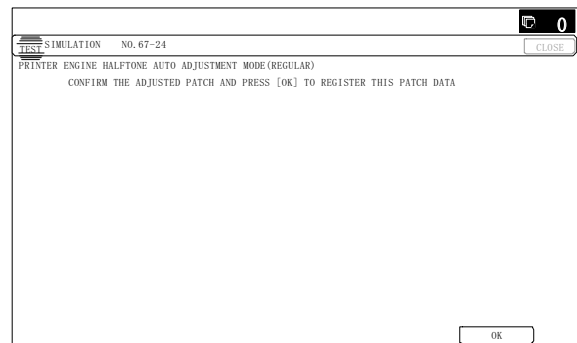 0
TEST SIMULATION NO.67-24
CLOSE
PRINTER ENGINE HALFTONE AUTO ADJUSTMENT MODE(REGULAR)
CONFIRM THE ADJUSTED PATCH AND PRESS [OK] TO REGISTER THIS PATCH DATA
OK